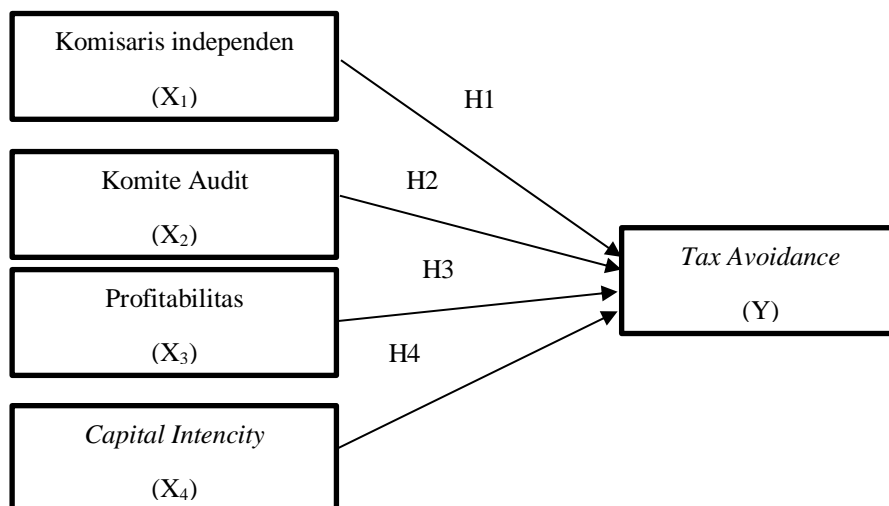 Komisaris independen
(X₁)
H1
Komite Audit
(X₂)
H2
Profitabilitas
(X₃)
H3
Capital Intencity
(X₄)
H4
Tax Avoidance
(Y)